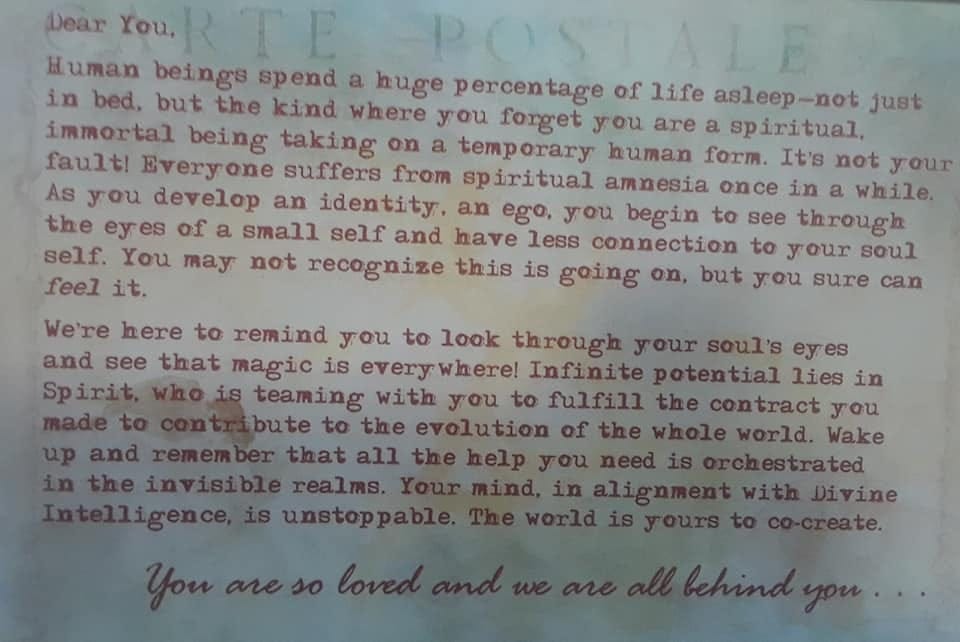 CARTE POSTALE
Dear You,
Human beings spend a huge percentage of life asleep—not just
in bed, but the kind where you forget you are a spiritual,
immortal being taking on a temporary human form. It's not your
fault! Everyone suffers from spiritual amnesia once in a while.
As you develop an identity, an ego, you begin to see through
the eyes of a small self and have less connection to your soul
self. You may not recognize this is going on, but you sure can
feel it.
We're here to remind you to look through your soul's eyes
and see that magic is everywhere! Infinite potential lies in
Spirit, who is teaming with you to fulfill the contract you
made to contribute to the evolution of the whole world. Wake
up and remember that all the help you need is orchestrated
in the invisible realms. Your mind, in alignment with Divine
Intelligence, is unstoppable. The world is yours to co-create.
You are so loved and we are all behind you . . .